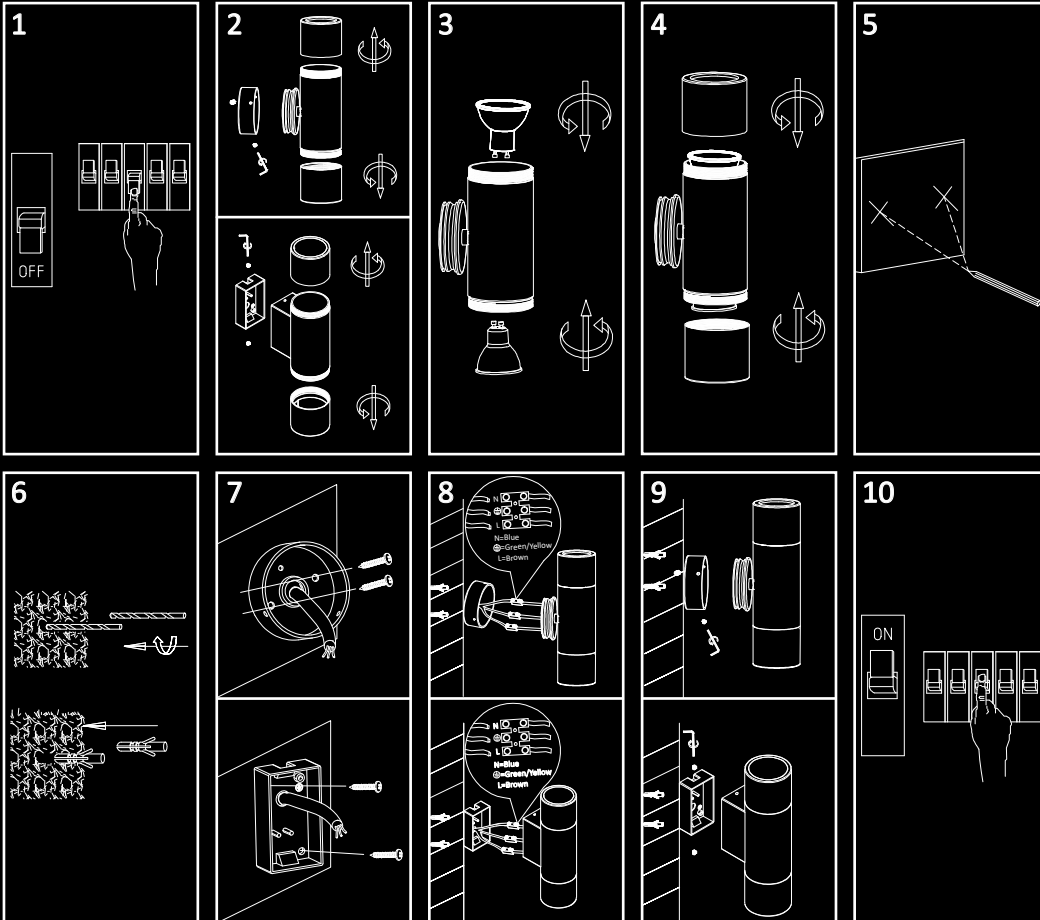 1
OFF
2
3
4
5
6
7
8
N
⏚
L
N=Blue
⏚=Green/Yellow
L=Brown
N
⏚
L
N=Blue
⏚=Green/Yellow
L=Brown
9
10
ON